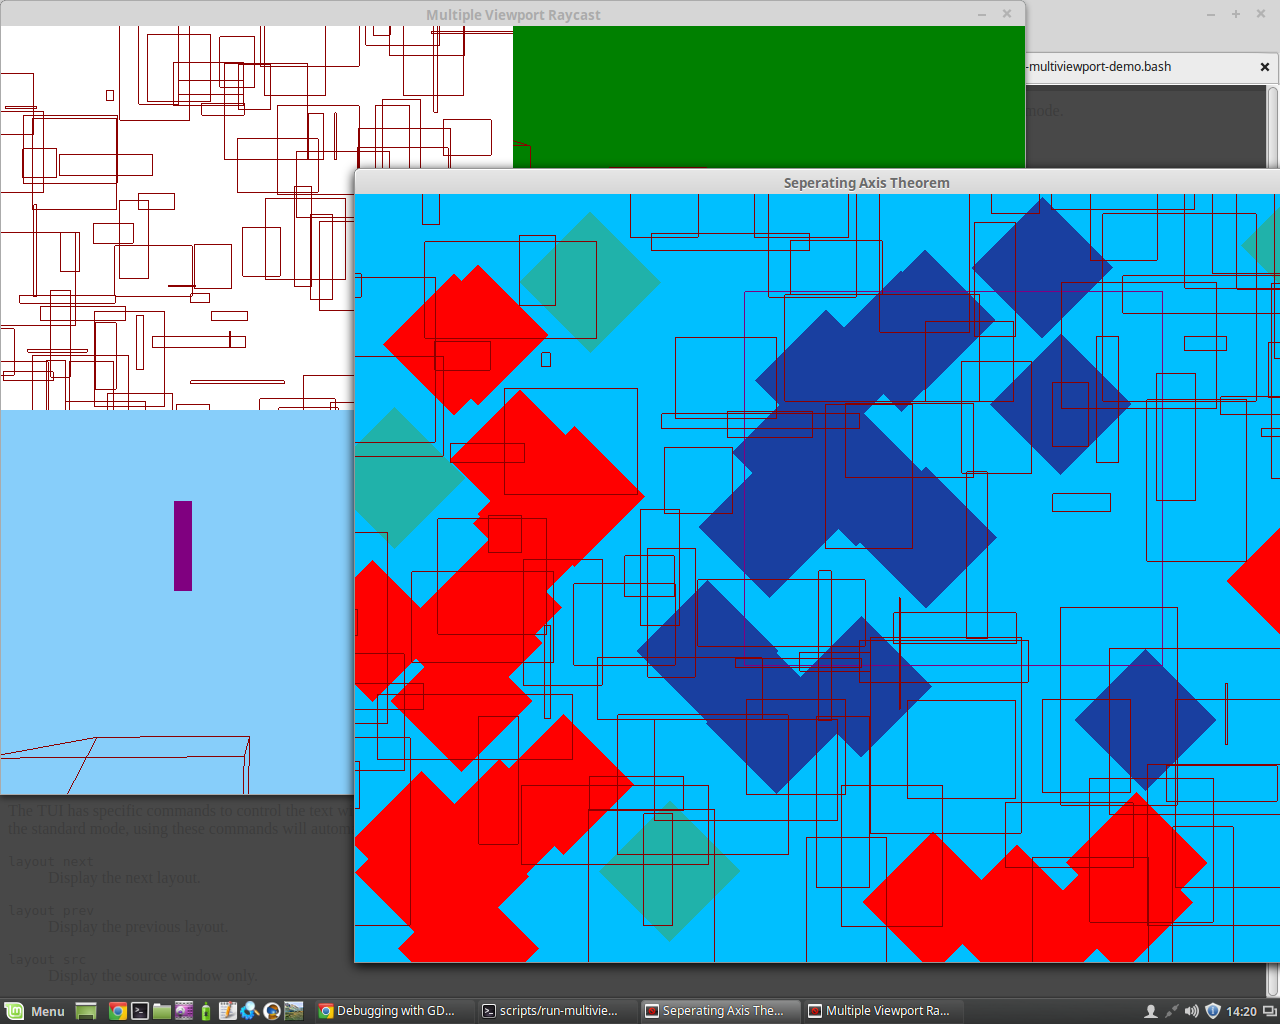 Multiple Viewport Raycast
-multiviewport-demo.bash
mode.
Seperating Axis Theorem
The TUI has specific commands to control the text w
the standard mode, using these commands will autom
layout next
Display the next layout.
layout prev
Display the previous layout.
layout src
Display the source window only.
Menu
Debugging with GD...
scripts/run-multivie...
Seperating Axis The...
Multiple Viewport Ra...
14:20